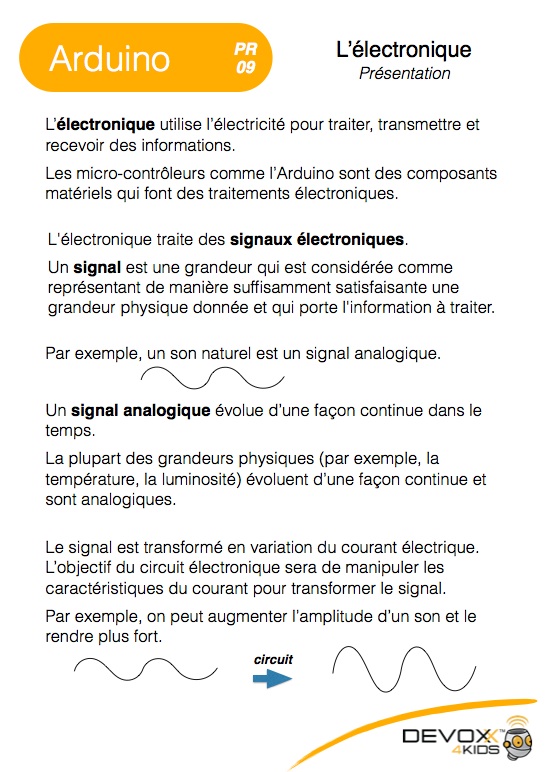 Arduino
PR
09
L'électronique
Présentation
L'électronique utilise l'électricité pour traiter, transmettre et
recevoir des informations.
Les micro-contrôleurs comme l'Arduino sont des composants
matériels qui font des traitements électroniques.
L'électronique traite des signaux électroniques.
Un signal est une grandeur qui est considérée comme
représentant de manière suffisamment satisfaisante une
grandeur physique donnée et qui porte l'information à traiter.
Par exemple, un son naturel est un signal analogique.
Un signal analogique évolue d'une façon continue dans le
temps.
La plupart des grandeurs physiques (par exemple, la
température, la luminosité) évoluent d'une façon continue et
sont analogiques.
Le signal est transformé en variation du courant électrique.
L'objectif du circuit électronique sera de manipuler les
caractéristiques du courant pour transformer le signal.
Par exemple, on peut augmenter l'amplitude d'un son et le
rendre plus fort.
circuit
DEVOXX™
4KIDS